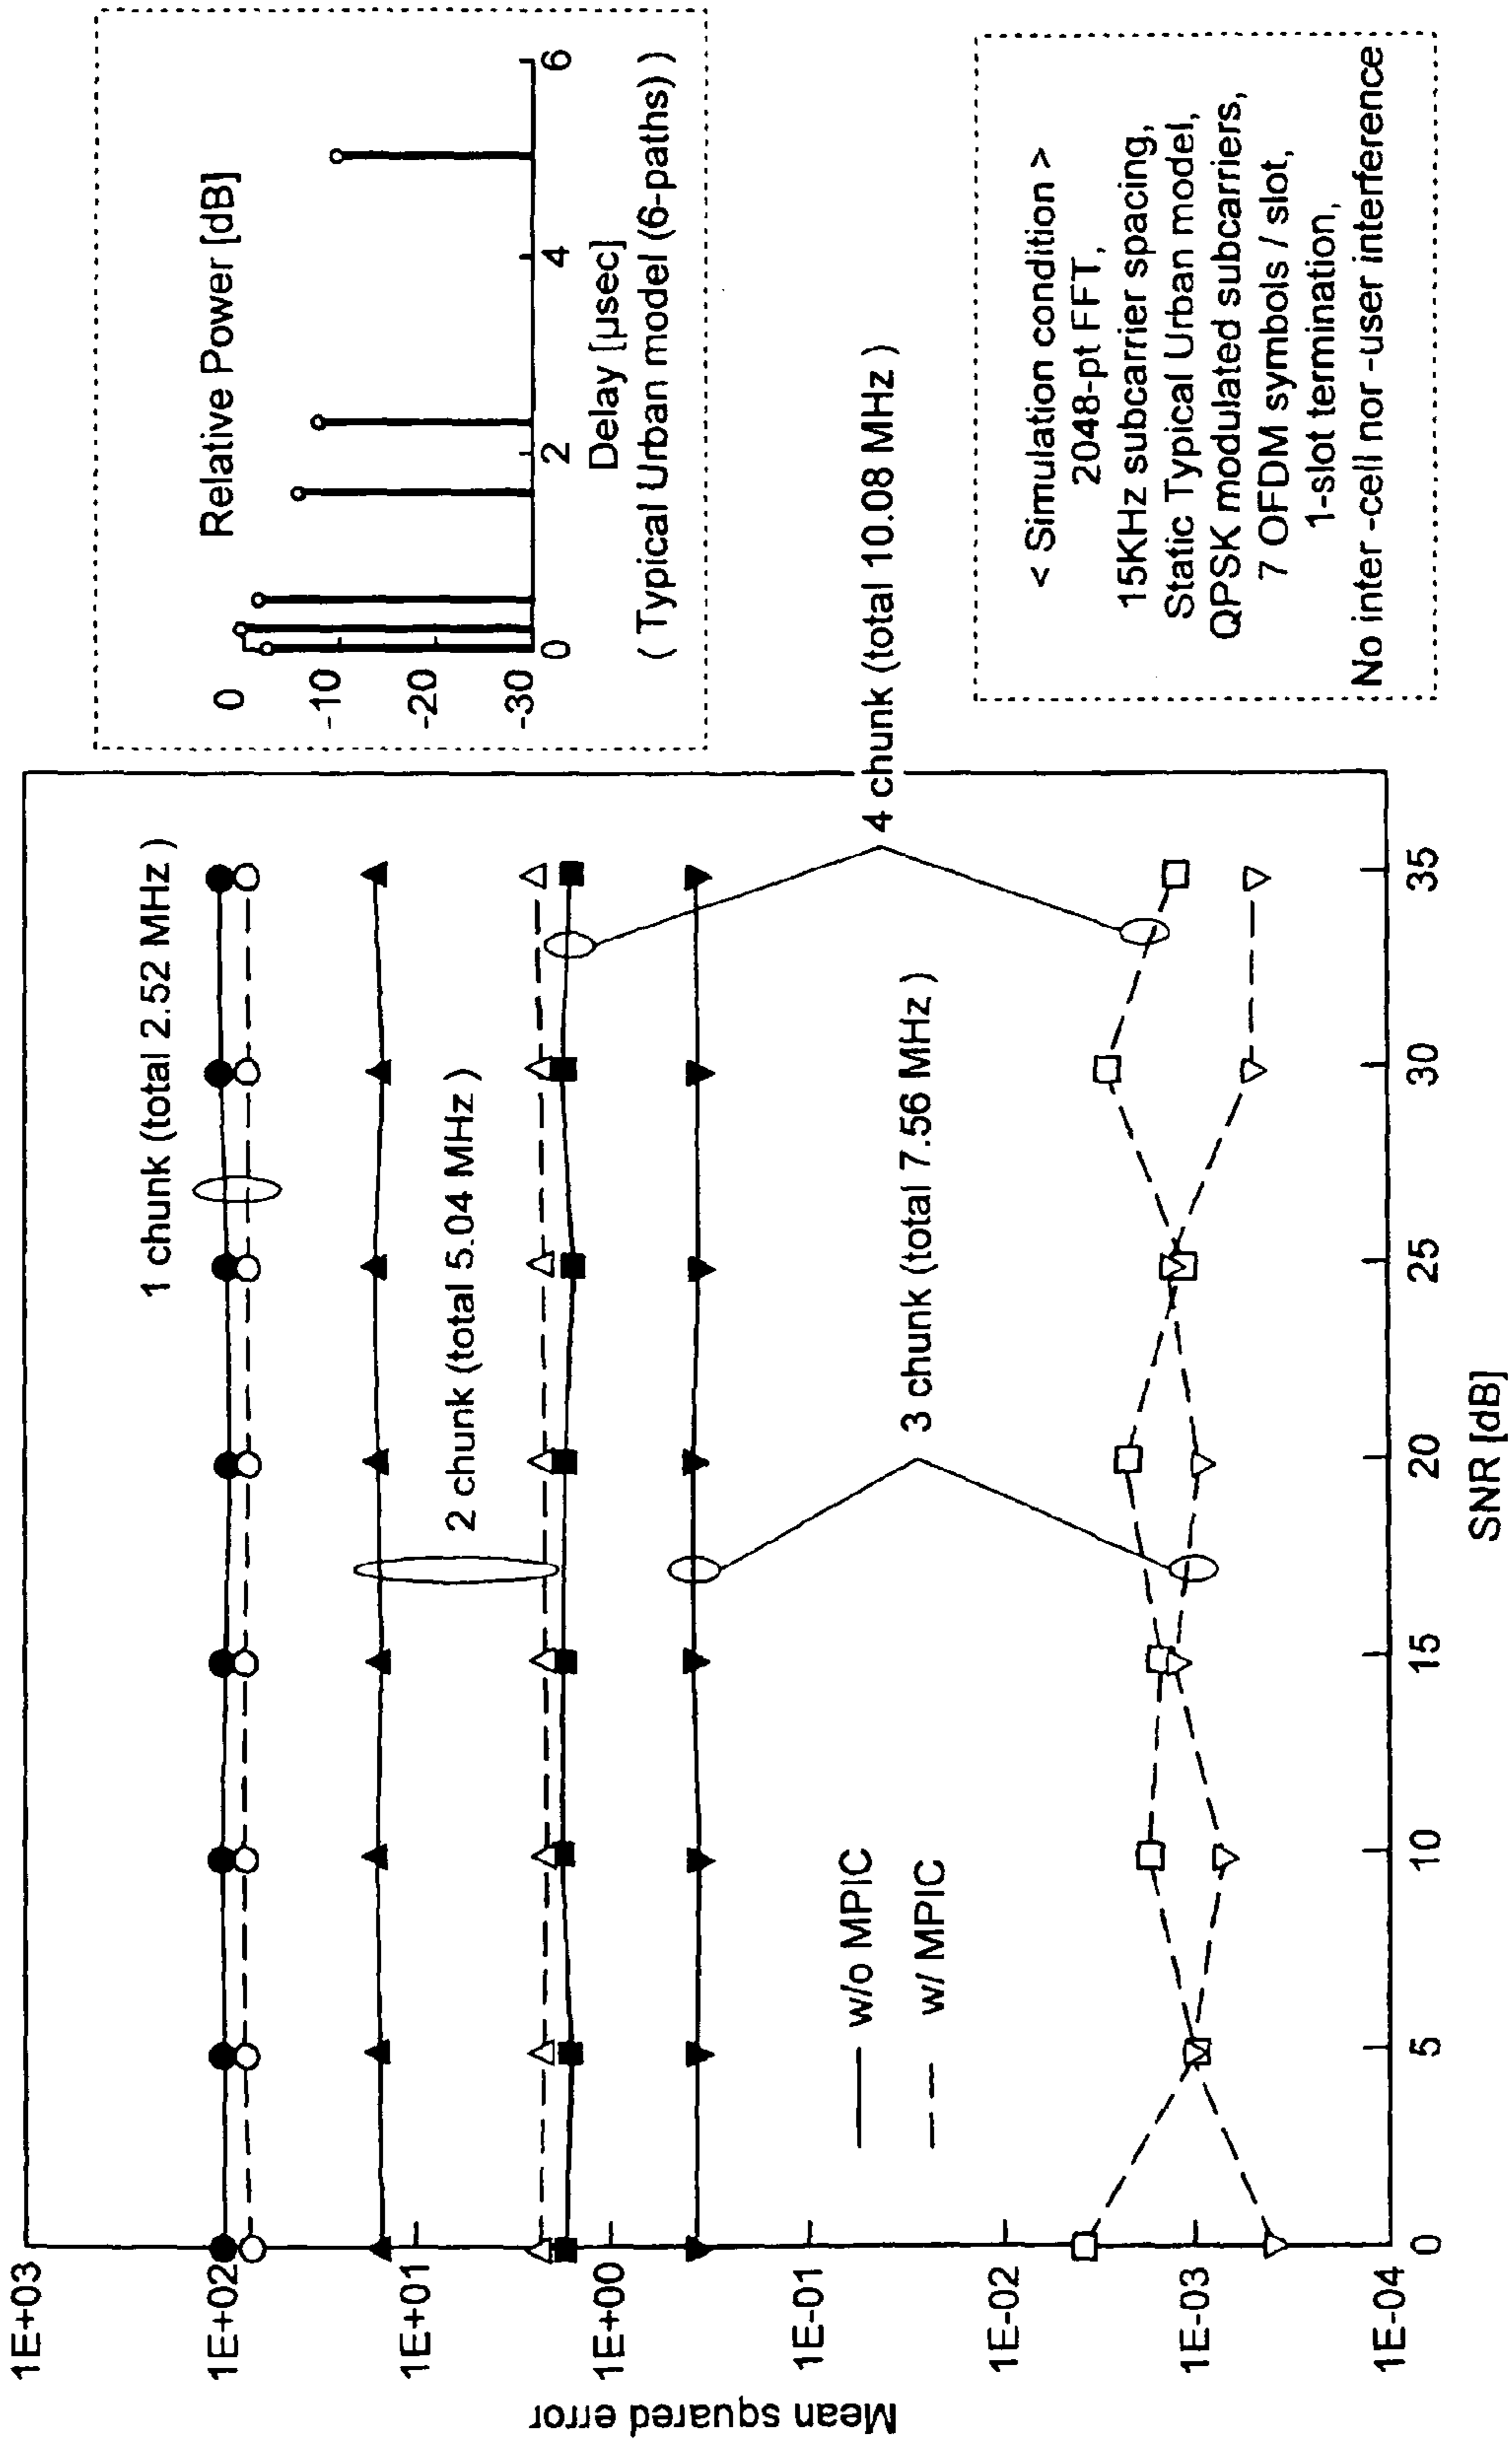 1E+03
1E+02
1E+01
1E+00
1E-01
1E-02
1E-03
1E-04
Mean squared error
0
5
10
15
20
25
30
35
SNR [dB]
1 chunk (total 2.52 MHz )
2 chunk (total 5.04 MHz )
3 chunk (total 7.56 MHz )
4 chunk (total 10.08 MHz )
w/o MPIC
w/ MPIC
Relative Power [dB]
0
-10
-20
-30
0
2
4
6
Delay [μsec]
( Typical Urban model (6-paths) )
< Simulation condition >
2048-pt FFT,
15KHz subcarrier spacing,
Static Typical Urban model,
QPSK modulated subcarriers,
7 OFDM symbols / slot,
1-slot termination,
No inter -cell nor -user interference